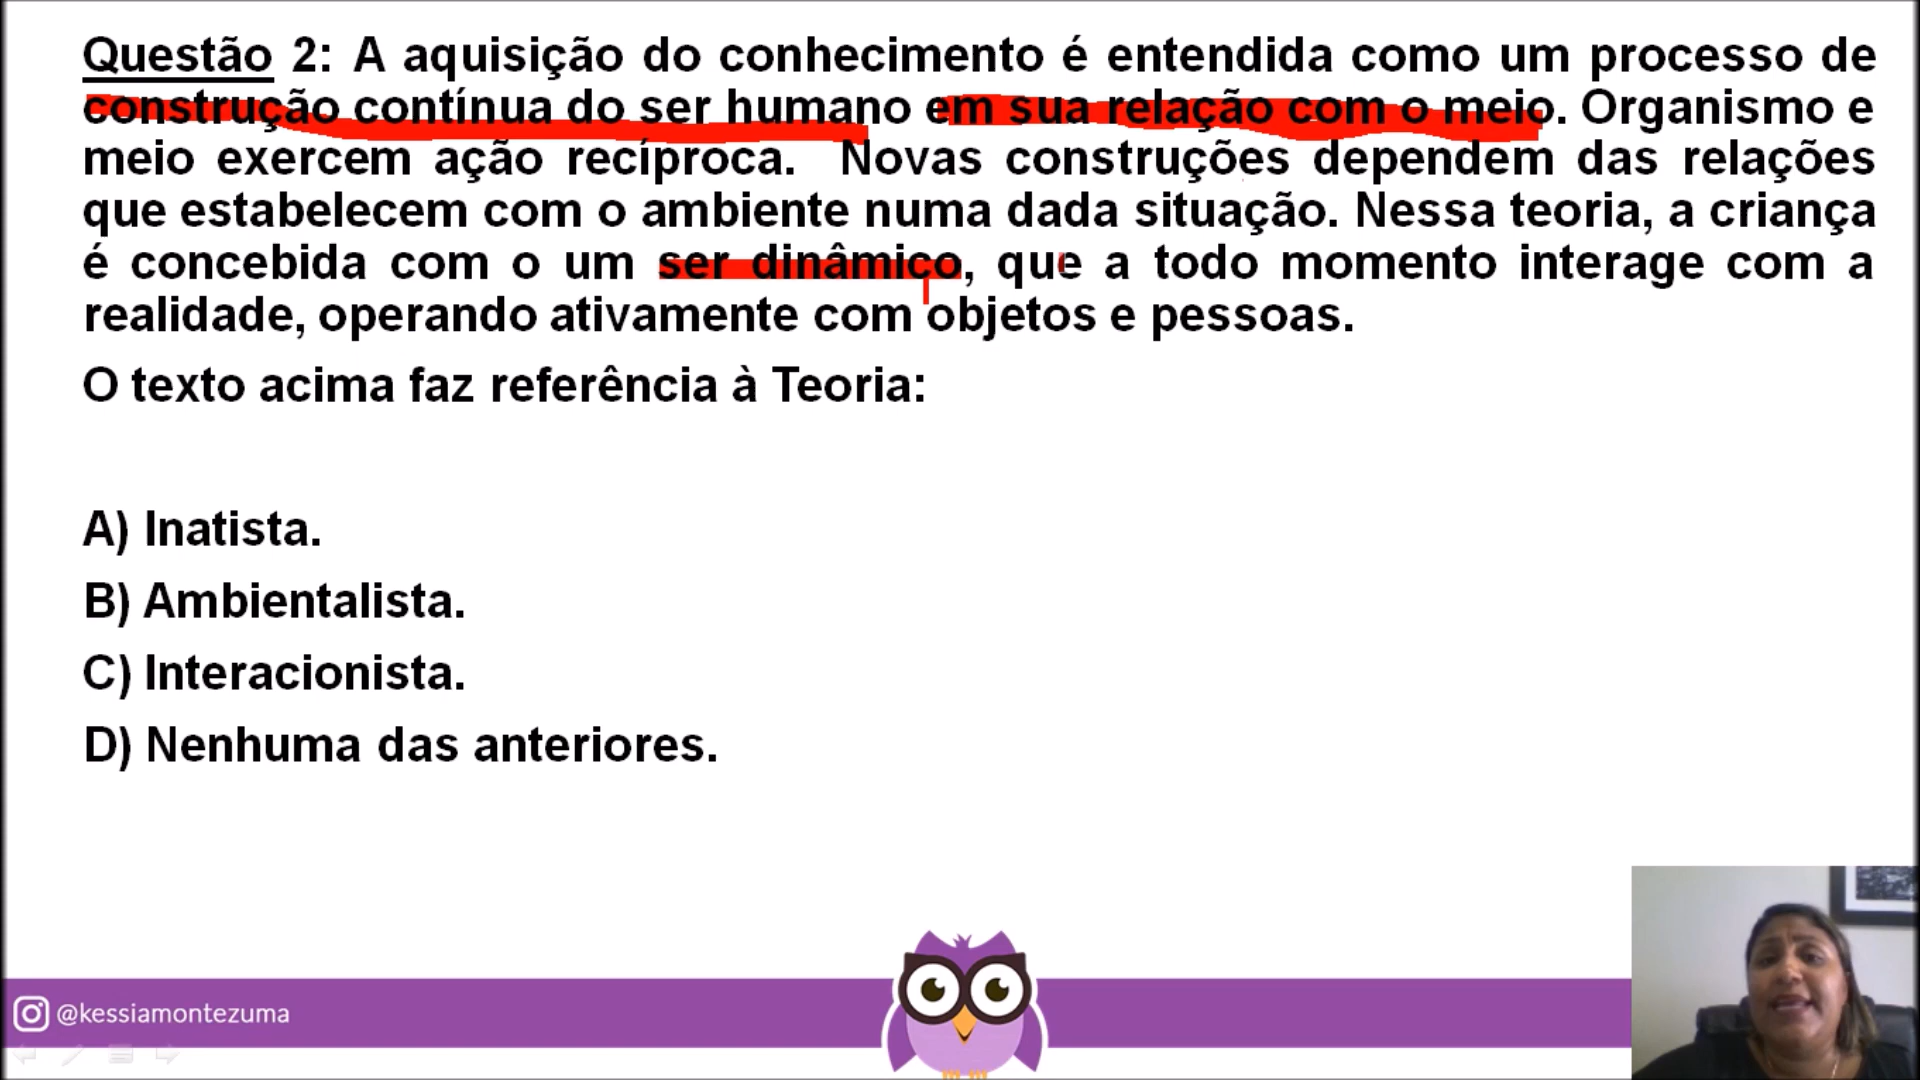 Questão 2: A aquisição do conhecimento é entendida como um processo de
construção contínua do ser humano em sua relação com o meio. Organismo e
meio exercem ação recíproca. Novas construções dependem das relações
que estabelecem com o ambiente numa dada situação. Nessa teoria, a criança
é concebida com o um ser dinâmico, que a todo momento interage com a
realidade, operando ativamente com objetos e pessoas.
O texto acima faz referência à Teoria:
A) Inatista.
B) Ambientalista.
C) Interacionista.
D) Nenhuma das anteriores.
@kessiamontezuma